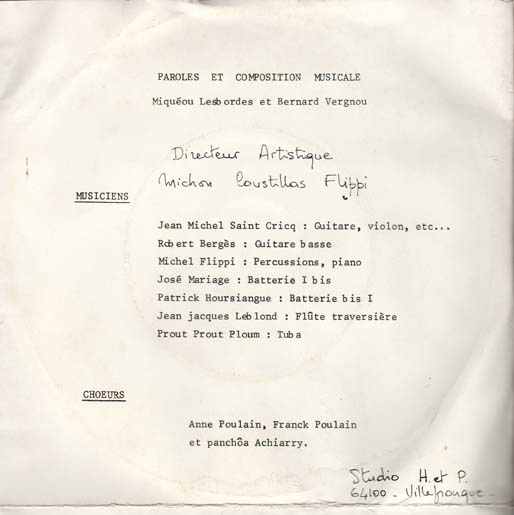 PAROLES ET COMPOSITION MUSICALE
Miquéou Lesbordes et Bernard Vergnou
Directeur Artistique
Michou Coustillas Flippi
MUSICIENS
Jean Michel Saint Cricq : Guitare, violon, etc...
Robert Bergès : Guitare basse
Michel Flippi : Percussions, piano
José Mariage : Batterie I bis
Patrick Hoursiangue : Batterie bis I
Jean jacques Leblond : Flûte traversière
Prout Prout Ploum : Tuba
CHOEURS
Anne Poulain, Franck Poulain
et panchôa Achiarry.
Studio H. et P.
64100 - Villefranque -